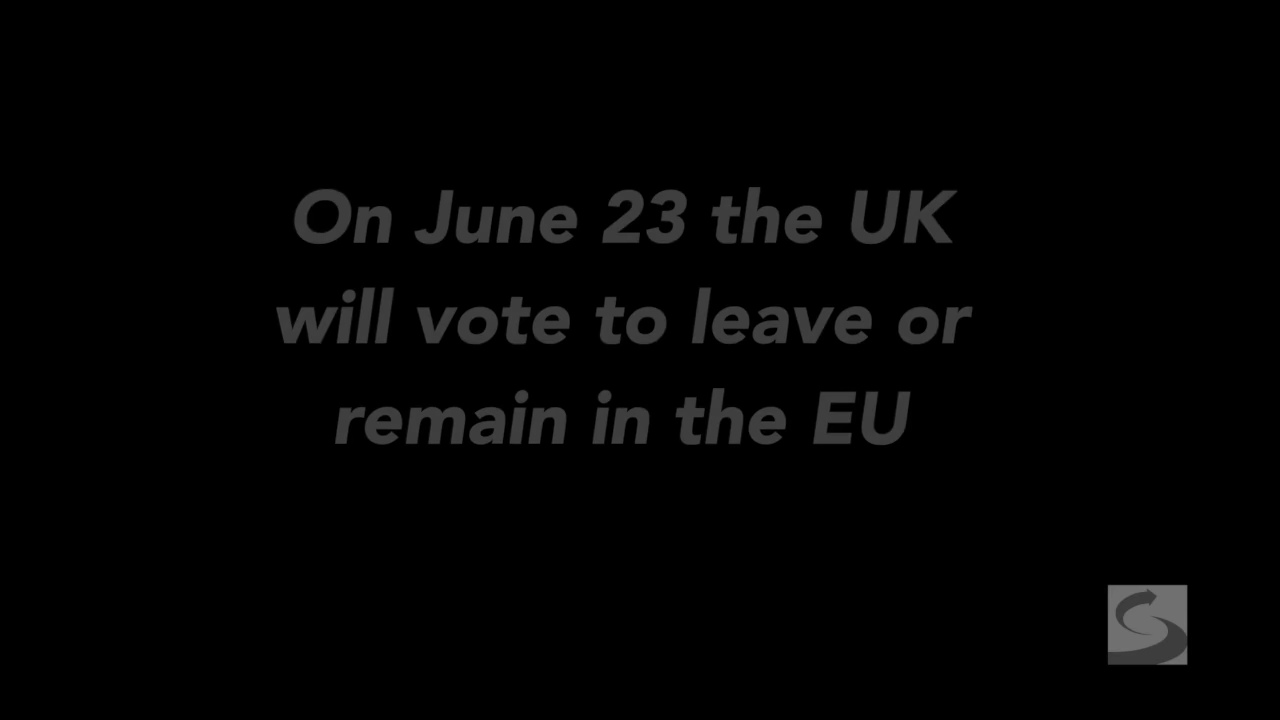 On June 23 the UK
will vote to leave or
remain in the EU